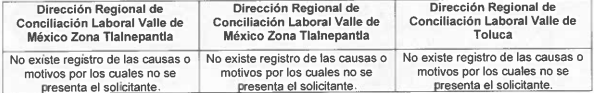 Dirección Regional de
Conciliación Laboral Valle de
México Zona Tlalnepantla
Dirección Regional de
Conciliación Laboral Valle de
México Zona Tlalnepantla
Dirección Regional de
Conciliación Laboral Valle de
Toluca
No existe registro de las causas o
motivos por los cuales no se
presenta el solicitante.
No existe registro de las causas o
motivos por los cuales no se
presenta el solicitante.
No existe registro de las causas o
motivos por los cuales no se
presenta el solicitante.